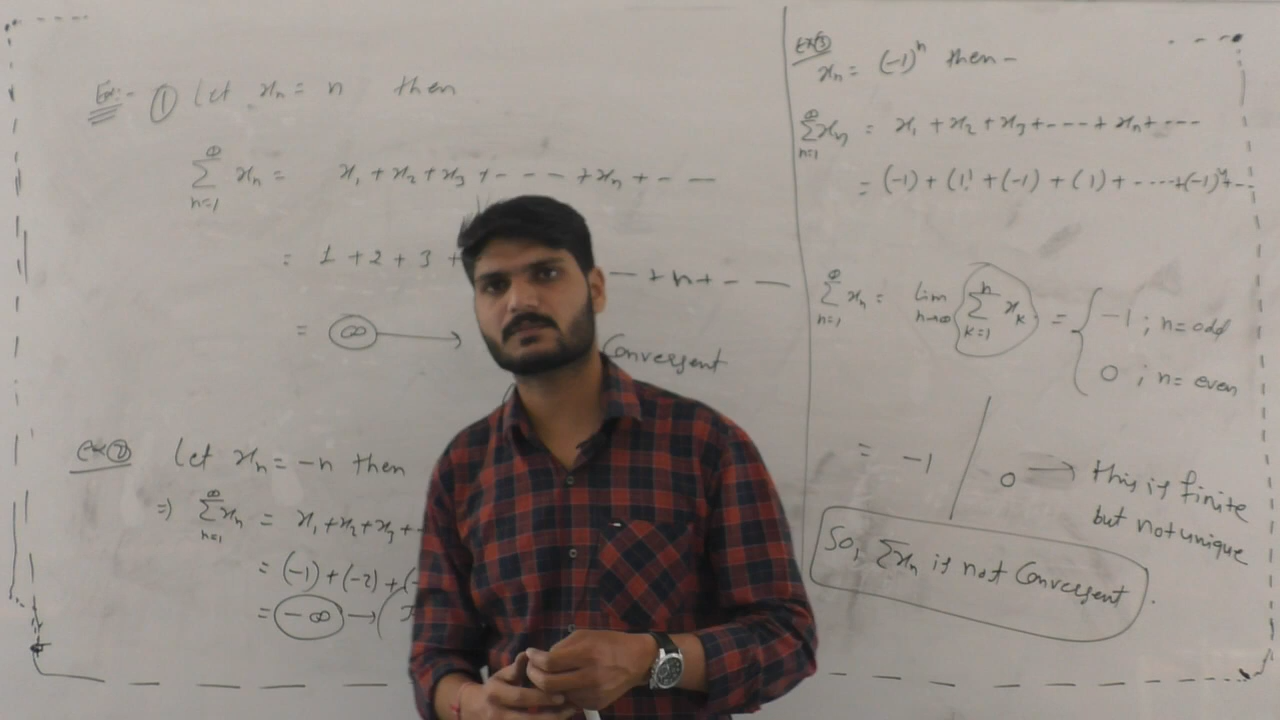 Ex:- ① Let xₙ = n then
∞∑n=1 xₙ = x₁ + x₂ + x₃ + - - - + xₙ + - - -
= 1 + 2 + 3 + - + n + - - -
= ∞ → Convergent
Ex② Let xₙ = -n then
⇒ ∞∑n=1 xₙ = x₁ + x₂ + x₃ + -
= (-1) + (-2) + (-
= -∞ → (
Ex③
xₙ = (-1)ⁿ then -
∞∑n=1 xₙ = x₁ + x₂ + x₃ + - - - - + xₙ + - - -
= (-1) + (1) + (-1) + (1) + - - - - + (-1)ⁿ + - -
∞∑n=1 xₙ = lim n→∞ n∑k=1 xₖ = { -1 ; n = odd
0 ; n = even
= -1 / 0 → this is finite
but not unique
So, ∑xₙ is not Convergent.